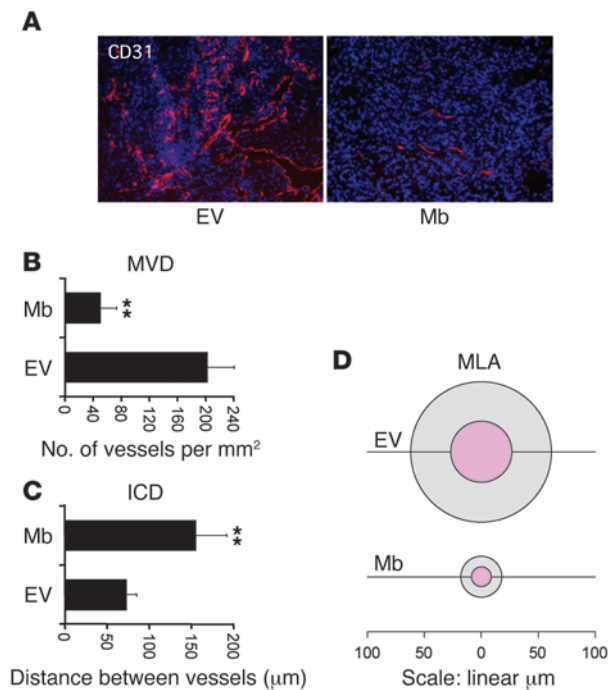 A
CD31
EV Mb
B
MVD
Mb
**
EV
0 40 80 120 160 200 240
No. of vessels per mm²
C
ICD
Mb
**
EV
0 50 100 150 200
Distance between vessels (µm)
D
MLA
EV
Mb
100 50 0 50 100
Scale: linear µm